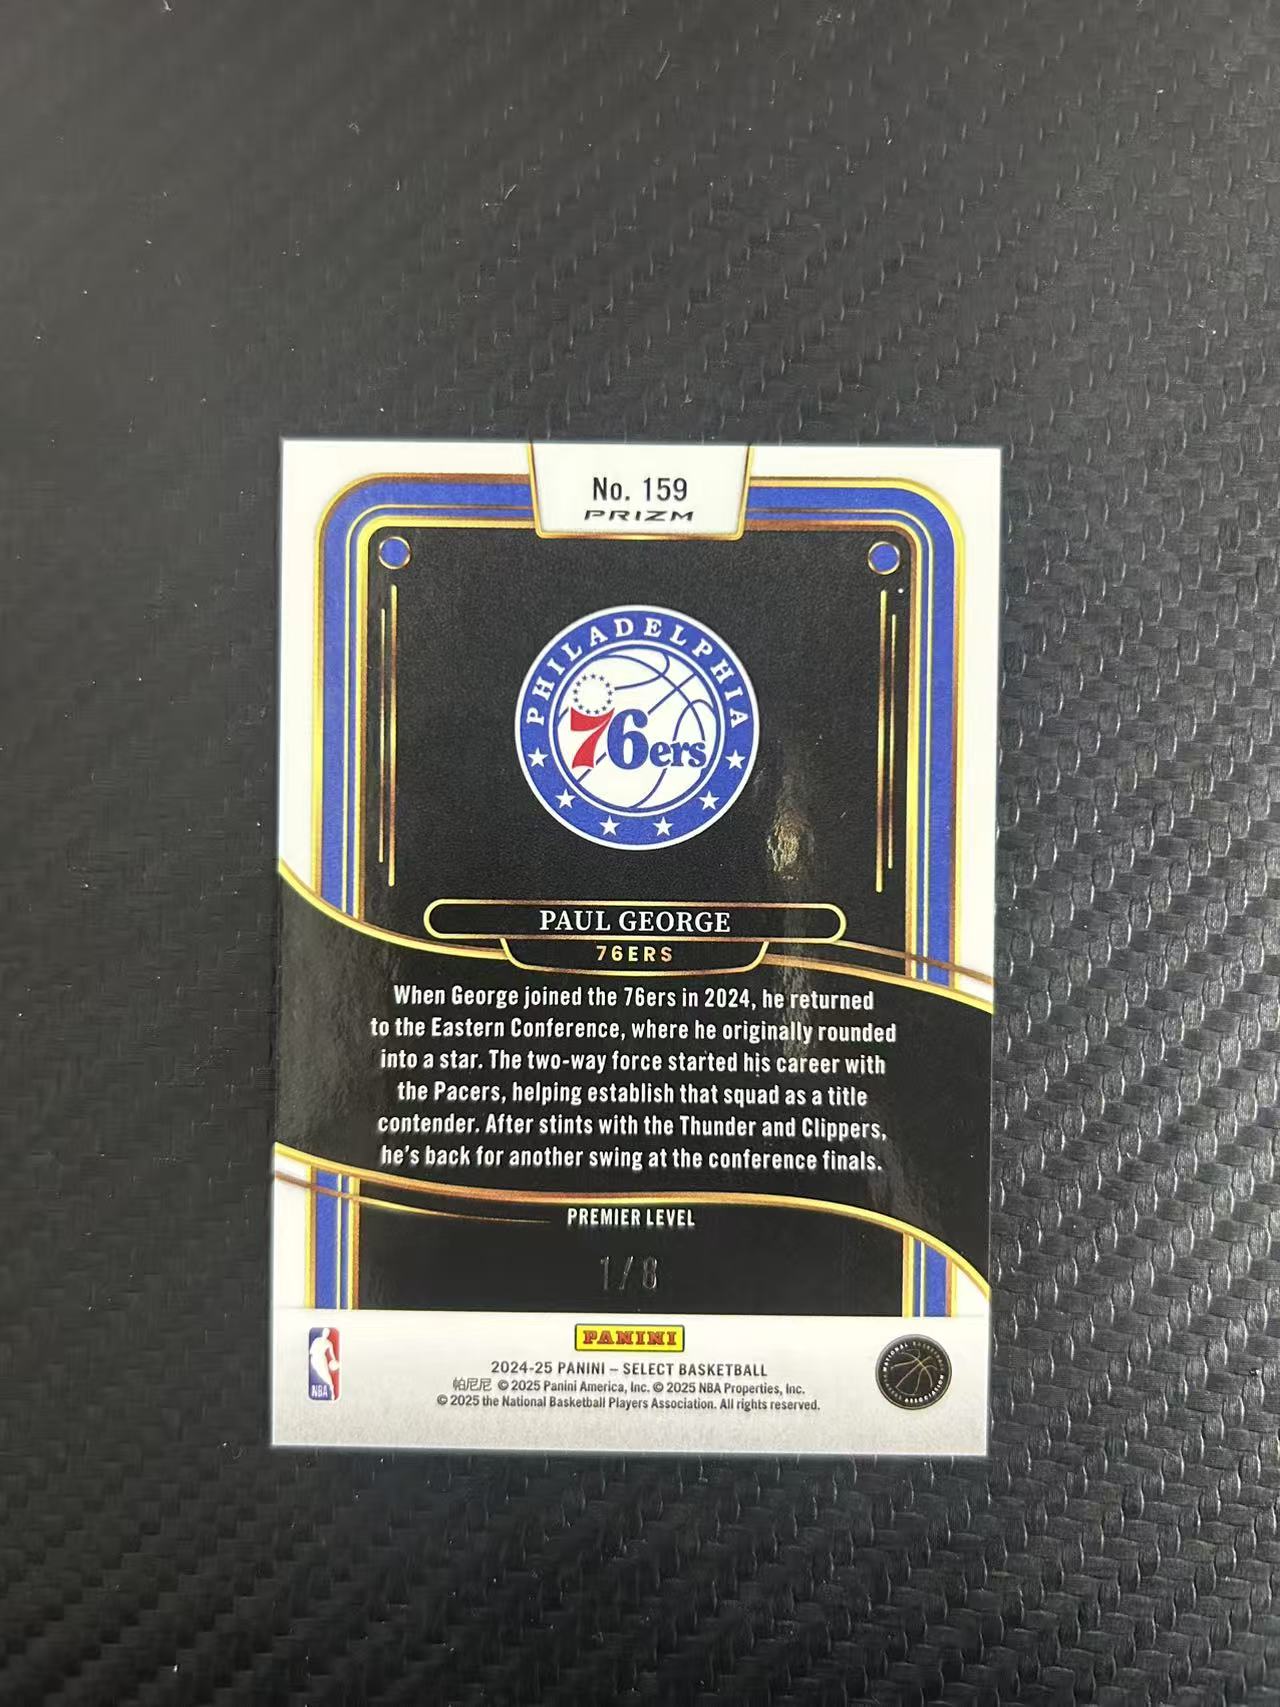 No. 159
PRIZM
PHILADELPHIA
76ers
PAUL GEORGE
76ERS
When George joined the 76ers in 2024, he returned
to the Eastern Conference, where he originally rounded
into a star. The two-way force started his career with
the Pacers, helping establish that squad as a title
contender. After stints with the Thunder and Clippers,
he's back for another swing at the conference finals.
PREMIER LEVEL
1/8
PANINI
2024-25 PANINI – SELECT BASKETBALL
帕尼尼 © 2025 Panini America, Inc. © 2025 NBA Properties, Inc.
© 2025 the National Basketball Players Association. All rights reserved.
NBA